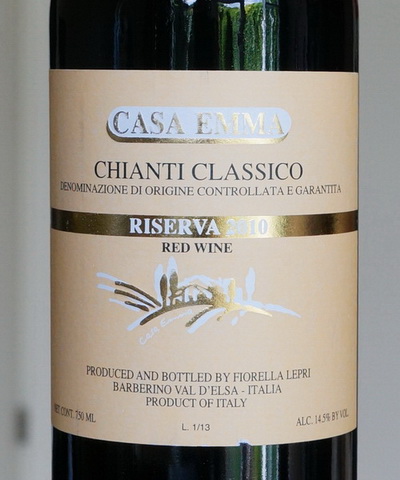 CASA EMMA
CHIANTI CLASSICO
DENOMINAZIONE DI ORIGINE CONTROLLATA E GARANTITA
RISERVA 2010
RED WINE
PRODUCED AND BOTTLED BY FIORELLA LEPRI
BARBERINO VAL D'ELSA - ITALIA
PRODUCT OF ITALY
NET CONT. 750 ML
ALC. 14.5% BY VOL.
L. 1/13